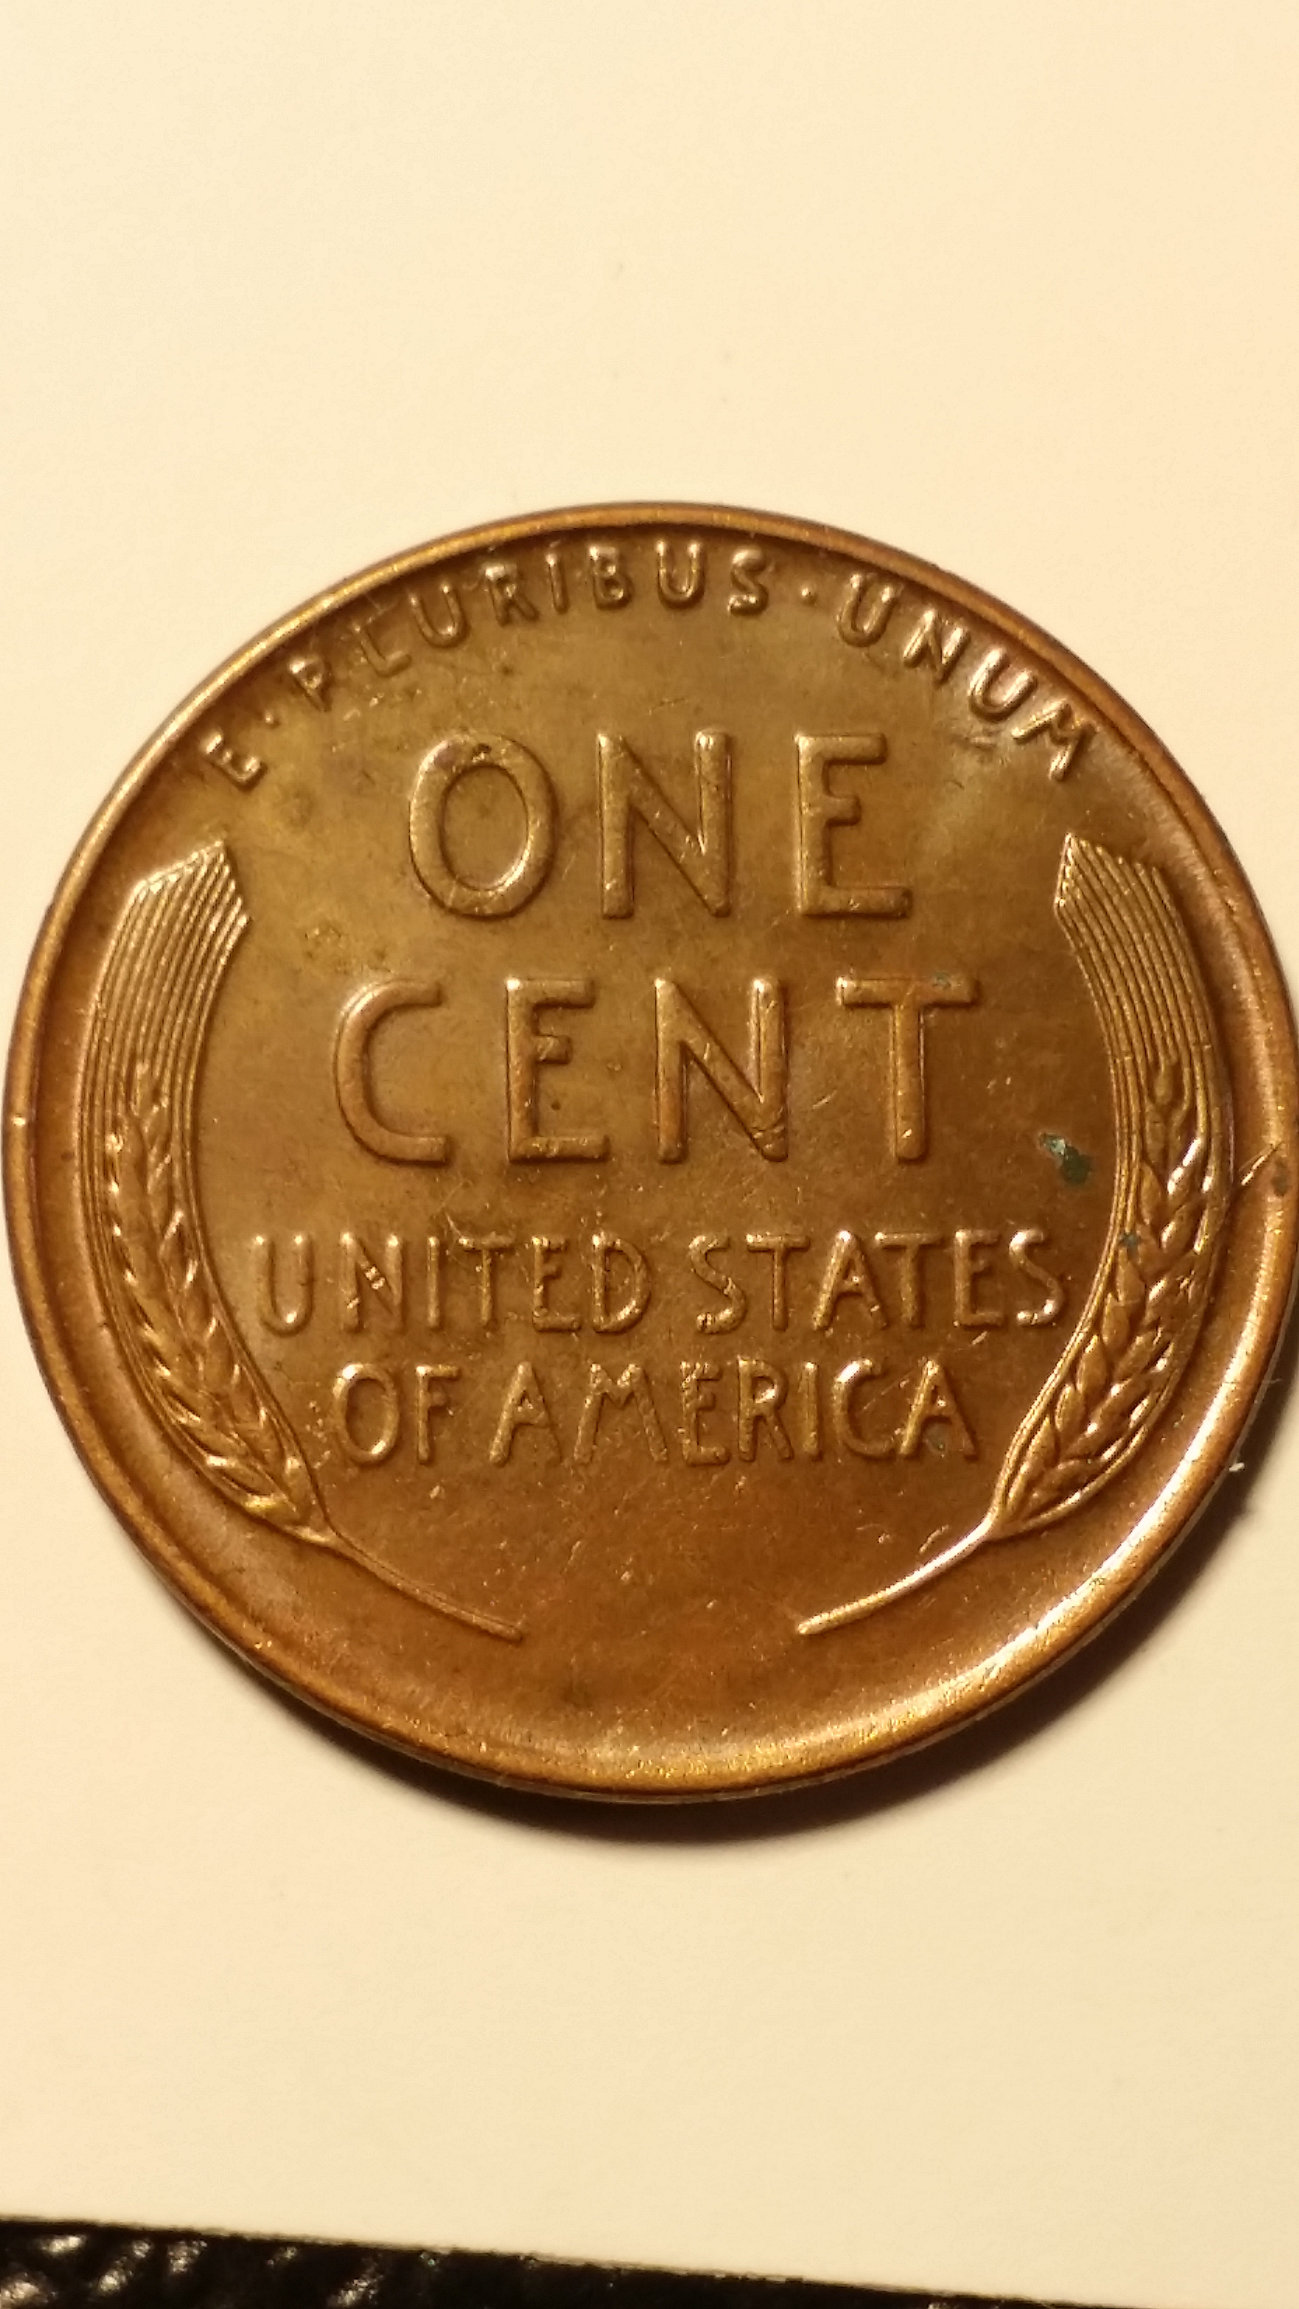 E·PLURIBUS·UNUM
ONE
CENT
UNITED STATES
OF AMERICA